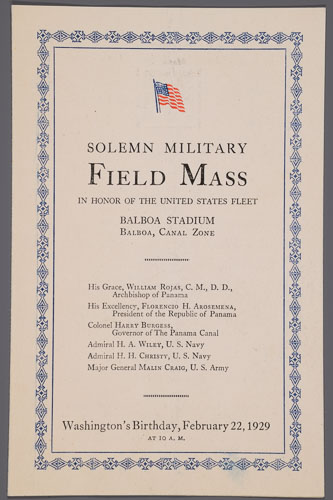 SOLEMN MILITARY
FIELD MASS
IN HONOR OF THE UNITED STATES FLEET
BALBOA STADIUM
BALBOA, CANAL ZONE
His Grace, WILLIAM ROJAS, C. M., D. D.,
Archbishop of Panama
His Excellency, FLORENCIO H. AROSEMENA,
President of the Republic of Panama
Colonel HARRY BURGESS,
Governor of The Panama Canal
Admiral H. A. WILEY, U. S. Navy
Admiral H. H. CHRISTY, U. S. Navy
Major General MALIN CRAIG, U. S. Army
Washington's Birthday, February 22, 1929
AT 10 A. M.